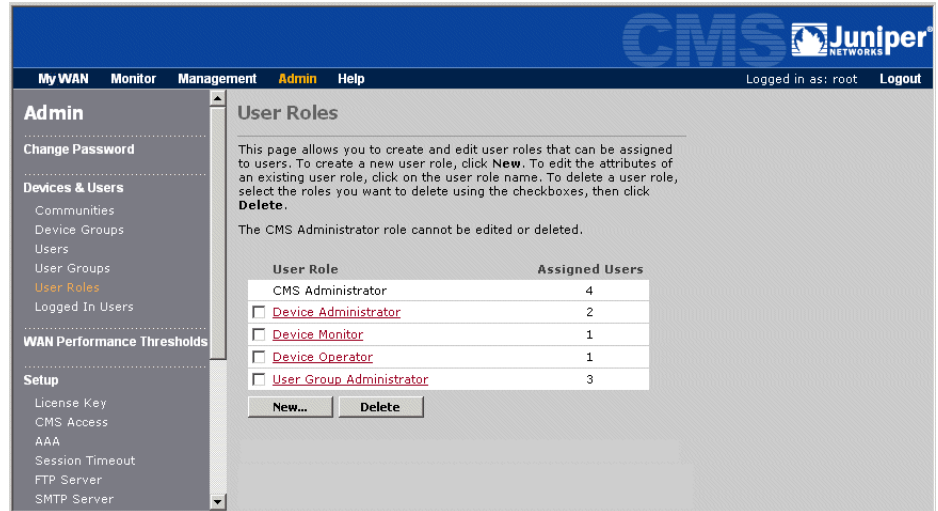 CMS Juniper®
NETWORKS
My WAN Monitor Management Admin Help Logged in as: root Logout
Admin
Change Password
Devices & Users
Communities
Device Groups
Users
User Groups
User Roles
Logged In Users
WAN Performance Thresholds
Setup
License Key
CMS Access
AAA
Session Timeout
FTP Server
SMTP Server
User Roles
This page allows you to create and edit user roles that can be assigned
to users. To create a new user role, click New. To edit the attributes of
an existing user role, click on the user role name. To delete a user role,
select the roles you want to delete using the checkboxes, then click
Delete.
The CMS Administrator role cannot be edited or deleted.
User Role Assigned Users
CMS Administrator 4
Device Administrator 2
Device Monitor 1
Device Operator 1
User Group Administrator 3
New... Delete